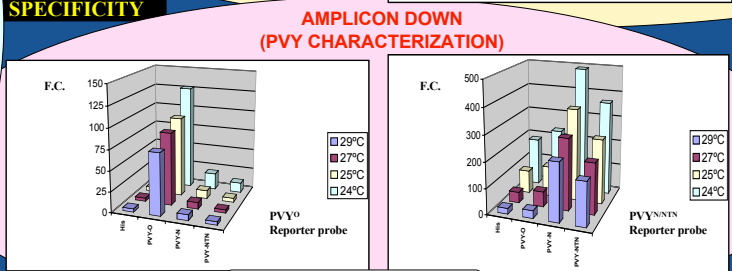 SPECIFICITY
AMPLICON DOWN
(PVY CHARACTERIZATION)
F.C.
150
125
100
75
50
25
0
His
PVY-O
PVY-N
PVY-NTN
29ºC
27ºC
25ºC
24ºC
PVYᴼ
Reporter probe
F.C.
500
400
300
200
100
0
His
PVY-O
PVY-N
PVY-NTN
29ºC
27ºC
25ºC
24ºC
PVYᴺ/ᴺᵀᴺ
Reporter probe